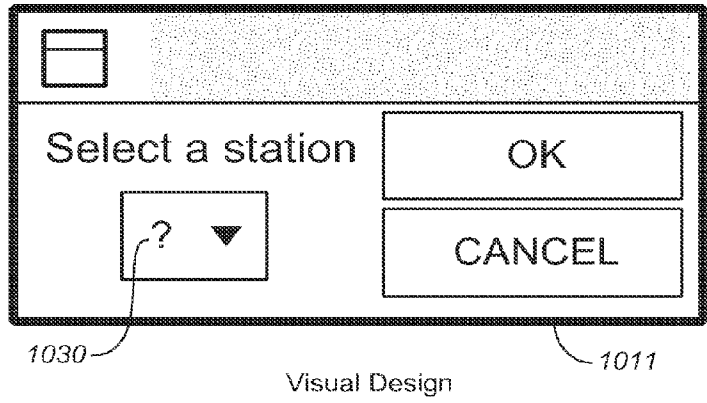 Select a station
OK
? ▼
CANCEL
1030
1011
Visual Design